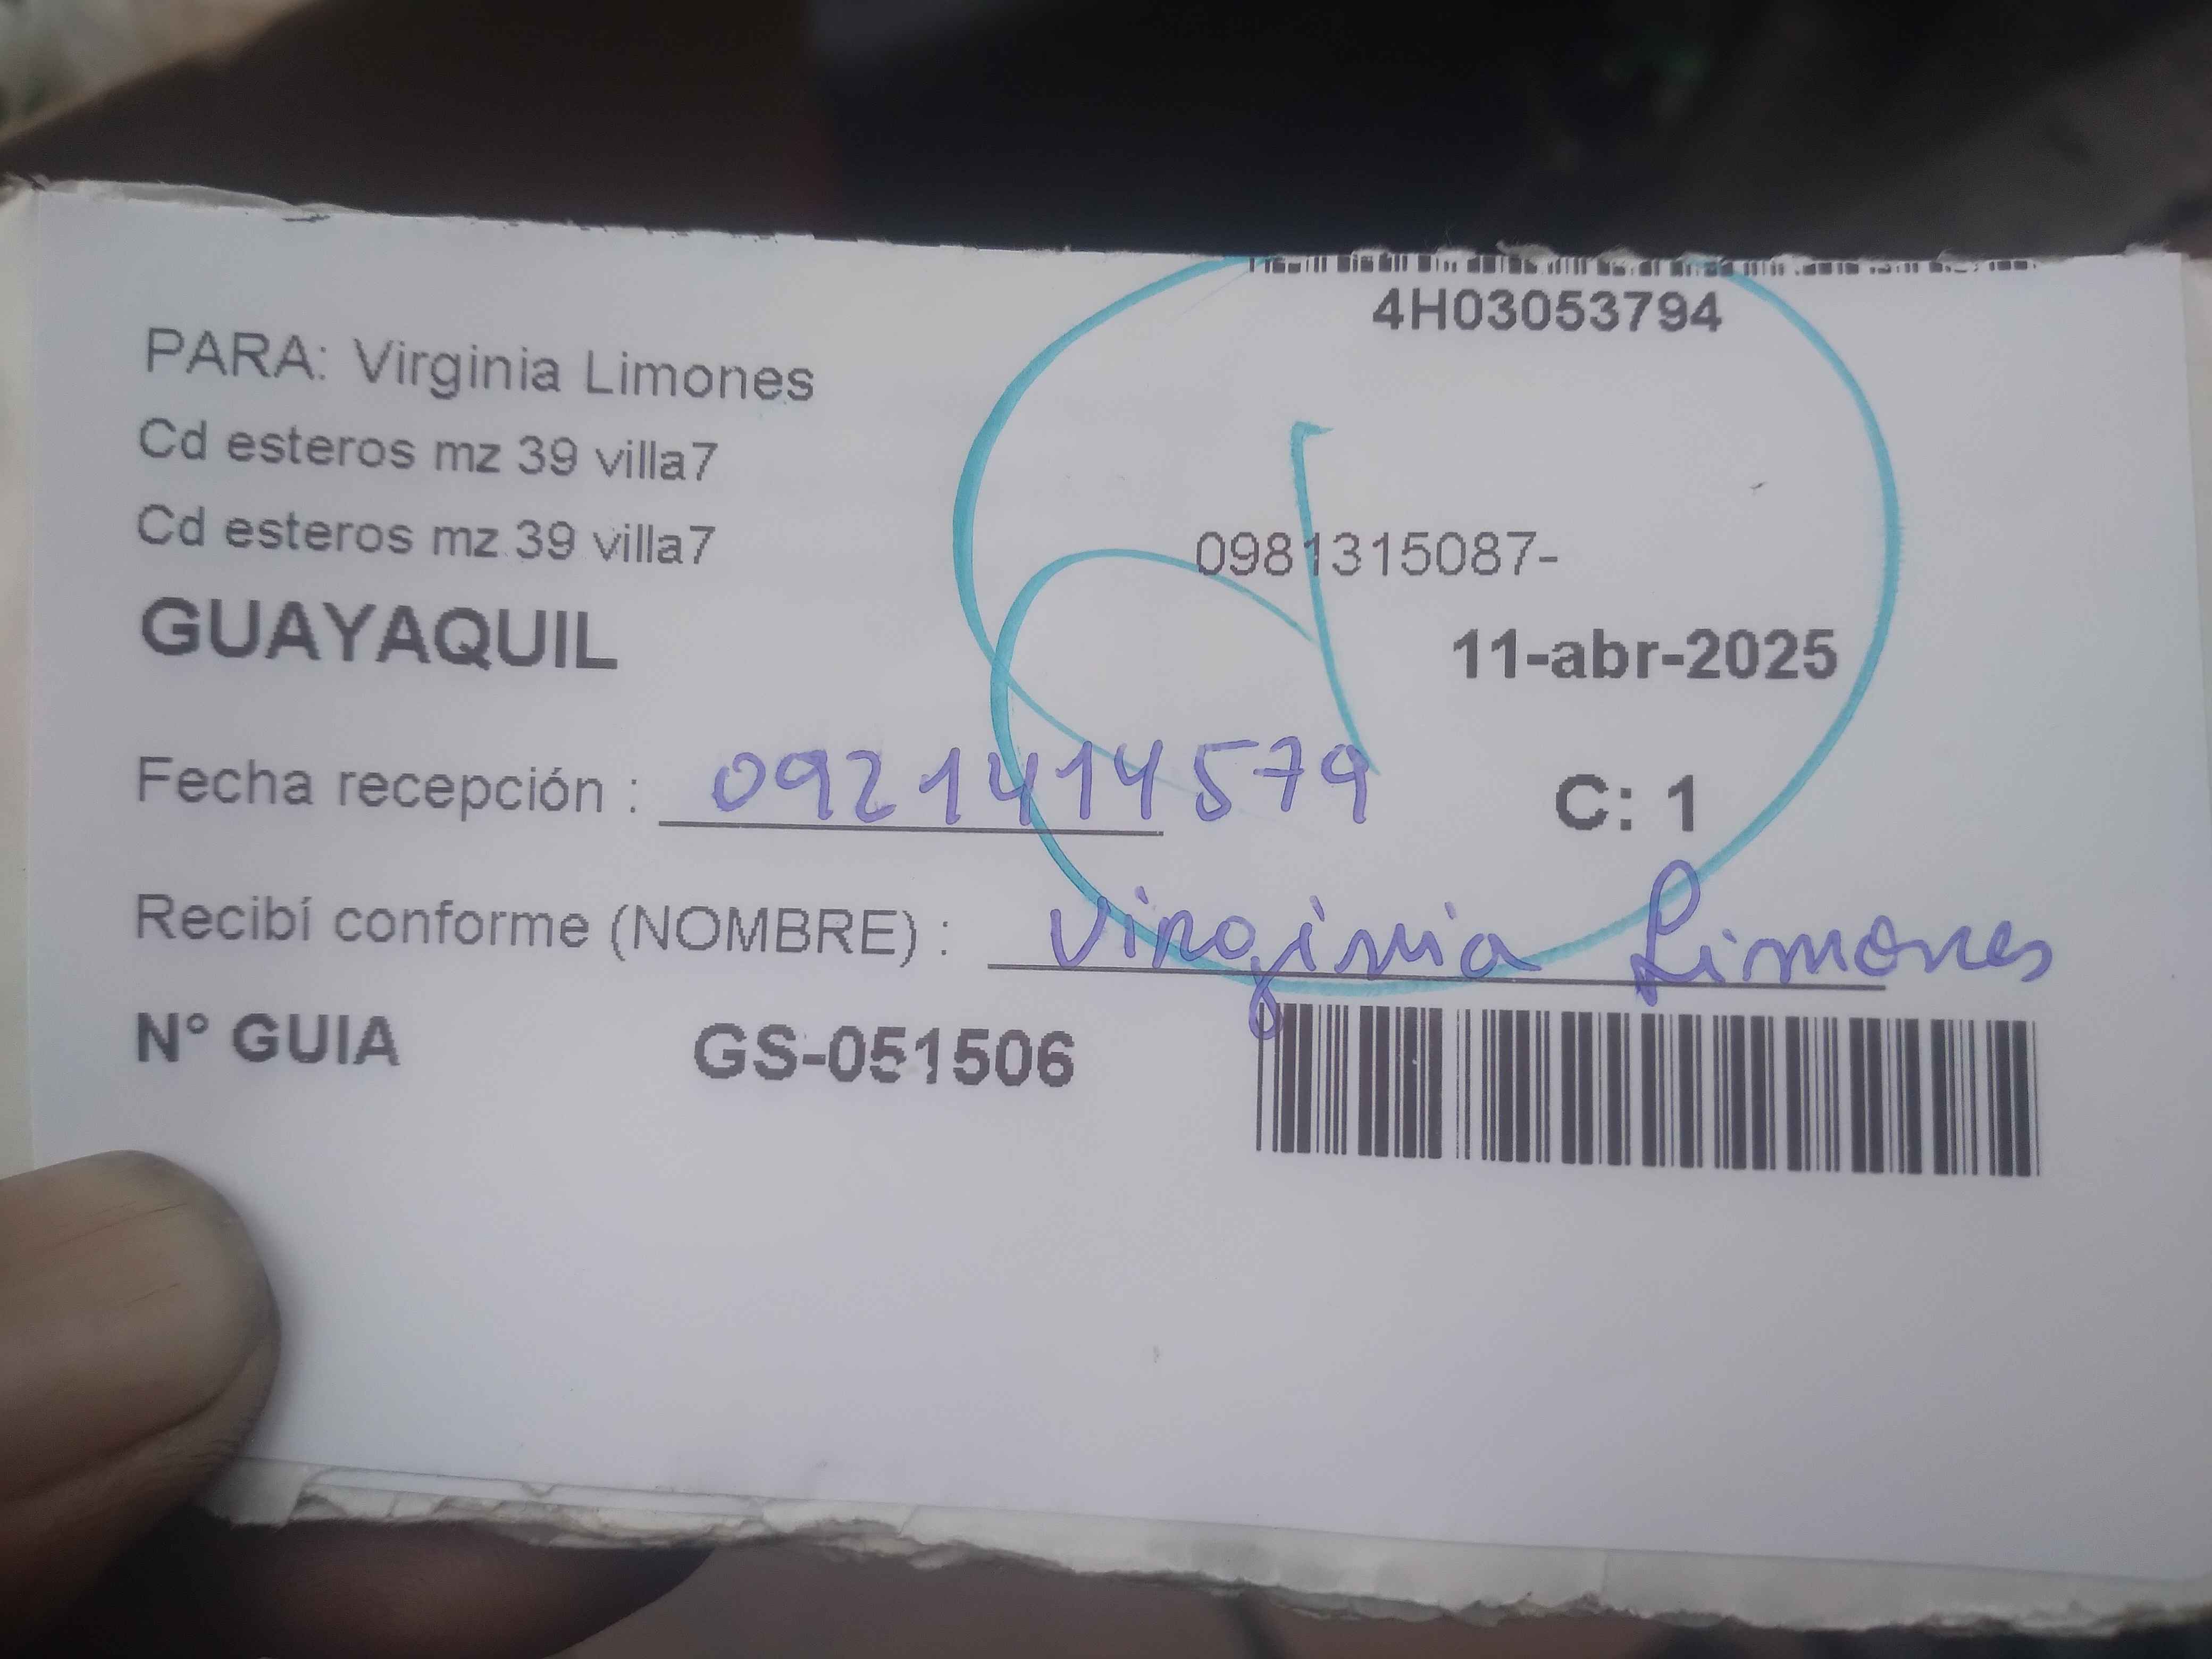 4H03053794
PARA: Virginia Limones
Cd esteros mz 39 villa7
Cd esteros mz 39 villa7
0981315087-
GUAYAQUIL
11-abr-2025
Fecha recepción : 0921414579
C: 1
Recibí conforme (NOMBRE) : Virginia Limones
N° GUIA GS-051506